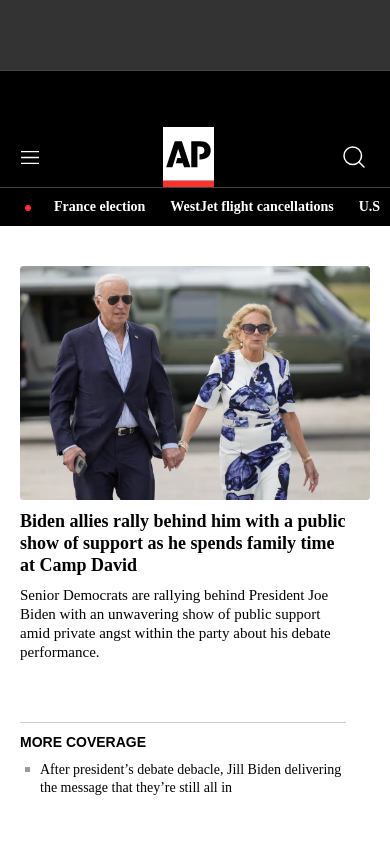 AP
France election WestJet flight cancellations U.S
Biden allies rally behind him with a public
show of support as he spends family time
at Camp David
Senior Democrats are rallying behind President Joe
Biden with an unwavering show of public support
amid private angst within the party about his debate
performance.
MORE COVERAGE
After president’s debate debacle, Jill Biden delivering
the message that they’re still all in